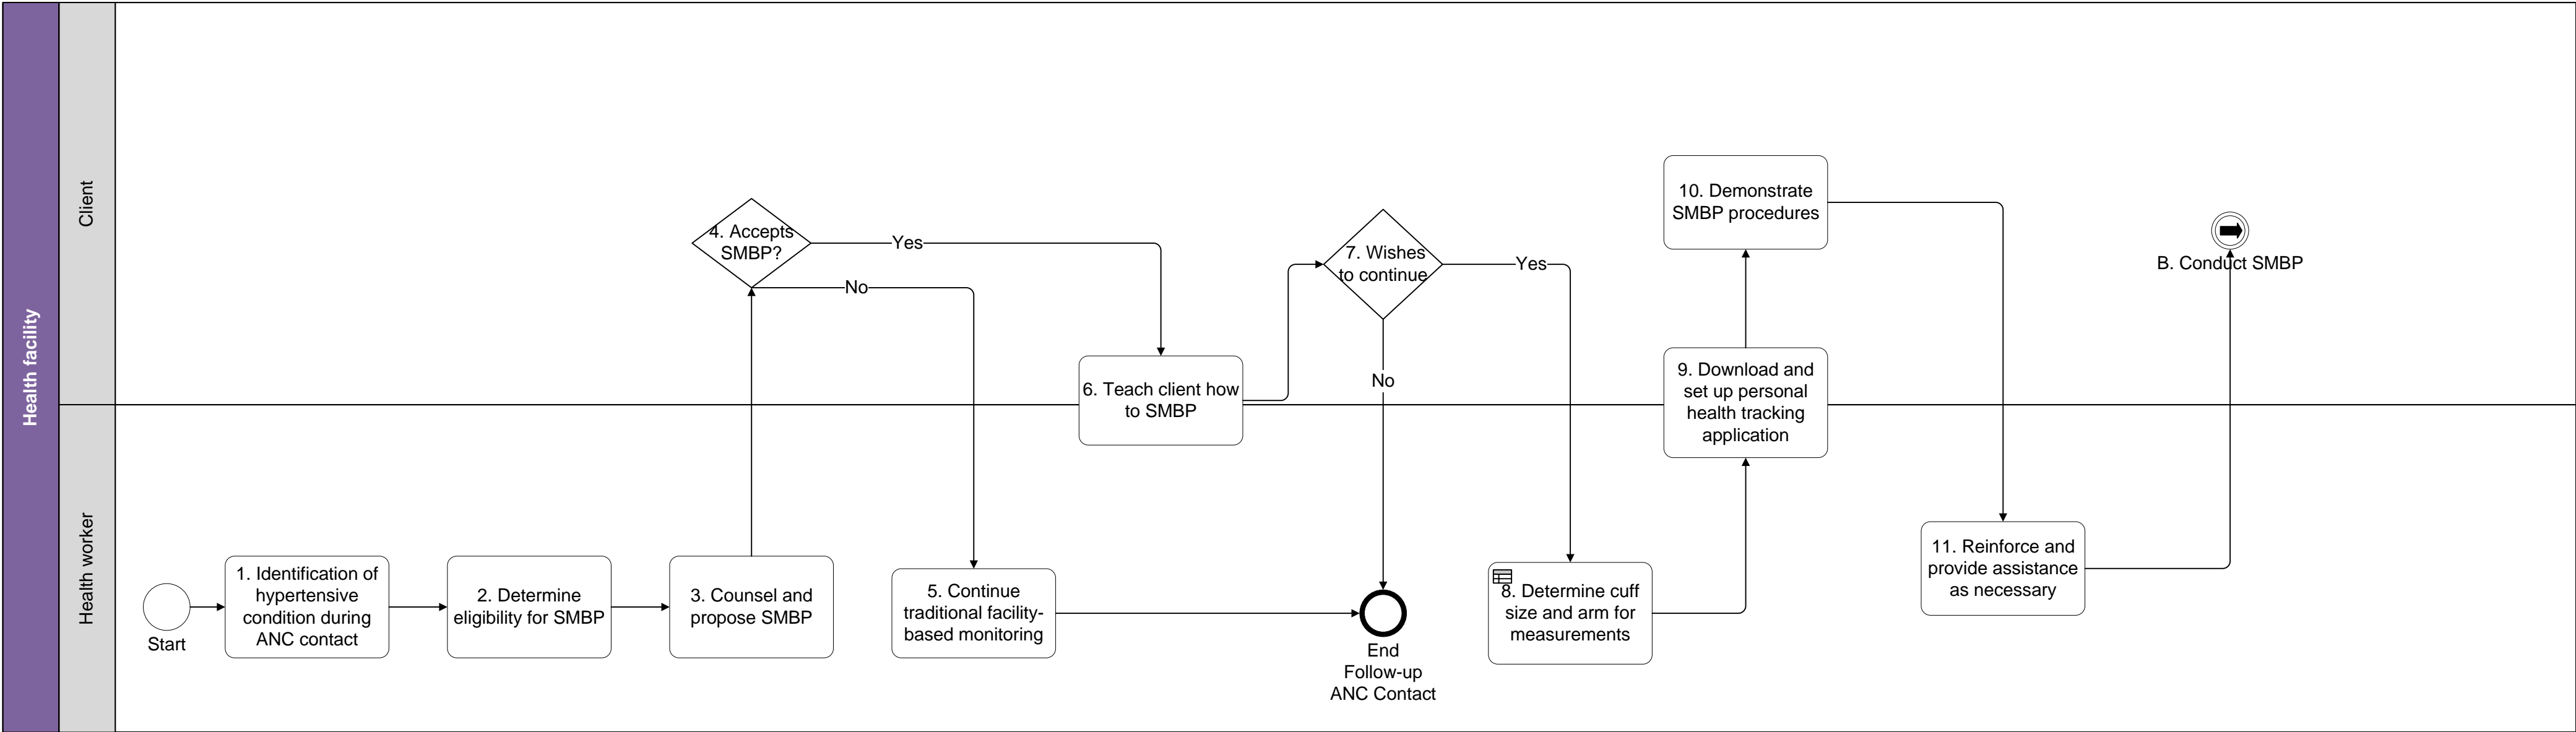 Health facility
Client
Health worker
Start
1. Identification of
hypertensive
condition during
ANC contact
2. Determine
eligibility for SMBP
3. Counsel and
propose SMBP
4. Accepts
SMBP?
Yes
No
5. Continue
traditional facility-
based monitoring
6. Teach client how
to SMBP
7. Wishes
to continue
Yes
No
End
Follow-up
ANC Contact
8. Determine cuff
size and arm for
measurements
9. Download and
set up personal
health tracking
application
10. Demonstrate
SMBP procedures
11. Reinforce and
provide assistance
as necessary
B. Conduct SMBP